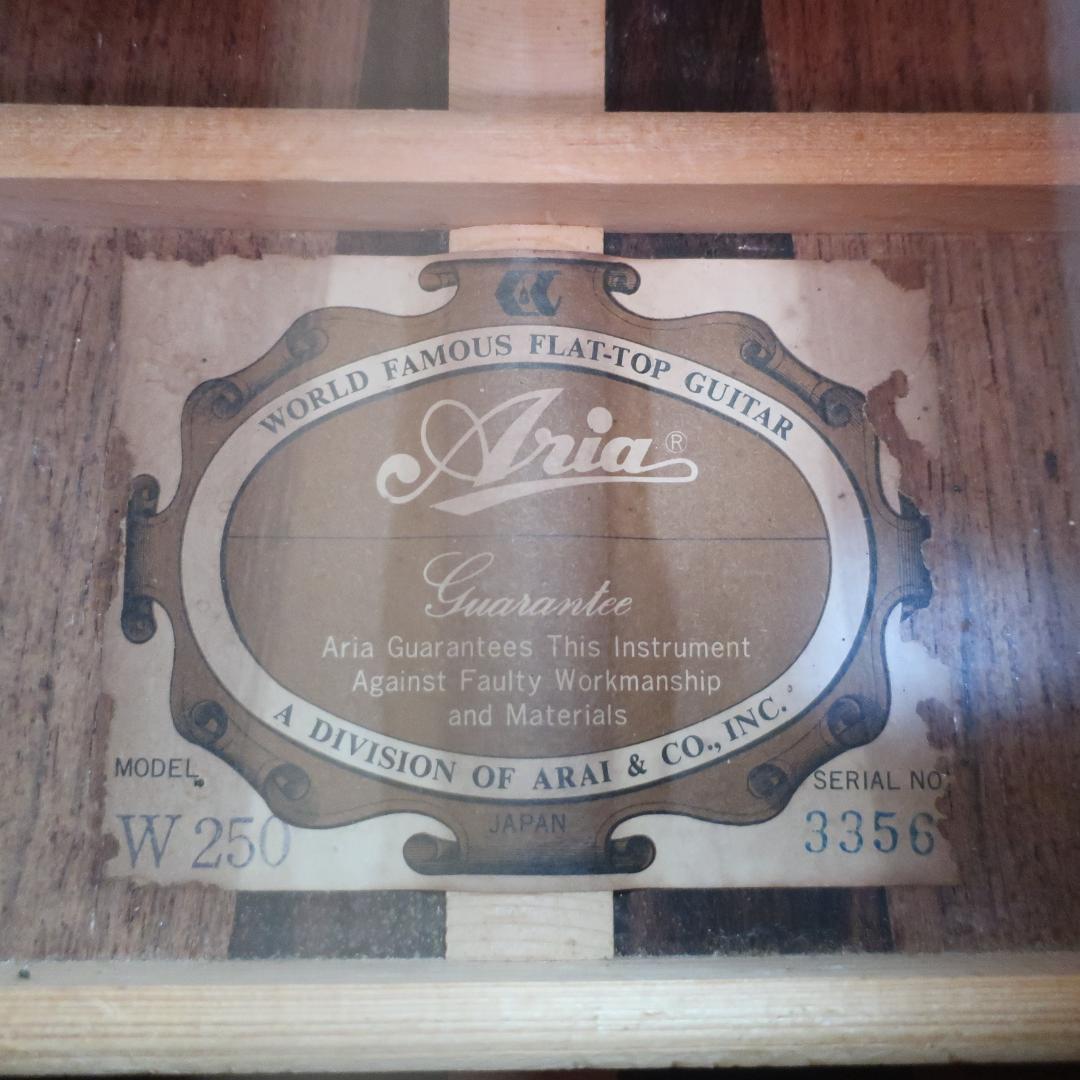 WORLD FAMOUS FLAT-TOP GUITAR
Aria®
Guarantee
Aria Guarantees This Instrument
Against Faulty Workmanship
and Materials
A DIVISION OF ARAI & CO., INC.
JAPAN
MODEL
W 250
SERIAL NO
3356